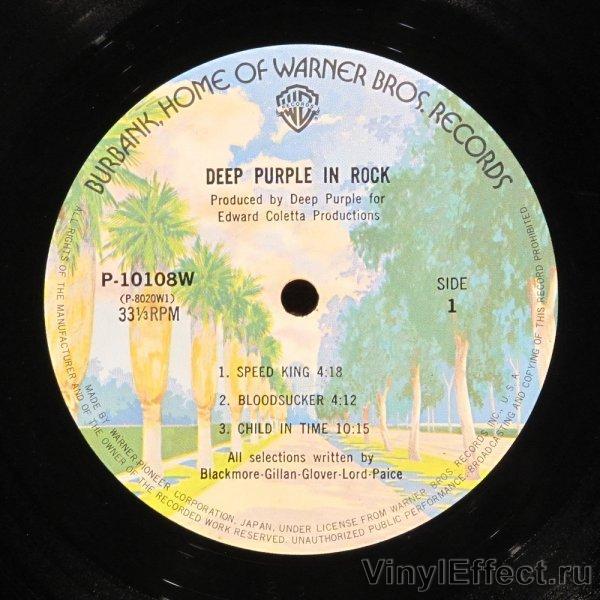 BURBANK, HOME OF WARNER BROS. RECORDS
DEEP PURPLE IN ROCK
Produced by Deep Purple for
Edward Coletta Productions
P-10108W
(P-8020W1)
33⅓RPM
SIDE
1
1. SPEED KING 4:18
2. BLOODSUCKER 4:12
3. CHILD IN TIME 10:15
All selections written by
Blackmore-Gillan-Glover-Lord-Paice
MADE BY WARNER-PIONEER CORPORATION, JAPAN, UNDER LICENSE FROM WARNER BROS RECORDS INC., U.S.A.
ALL RIGHTS OF THE MANUFACTURER AND OF THE OWNER OF THE RECORDED WORK RESERVED. UNAUTHORIZED PUBLIC PERFORMANCE, BROADCASTING AND COPYING OF THIS RECORD PROHIBITED
VinylEffect.ru